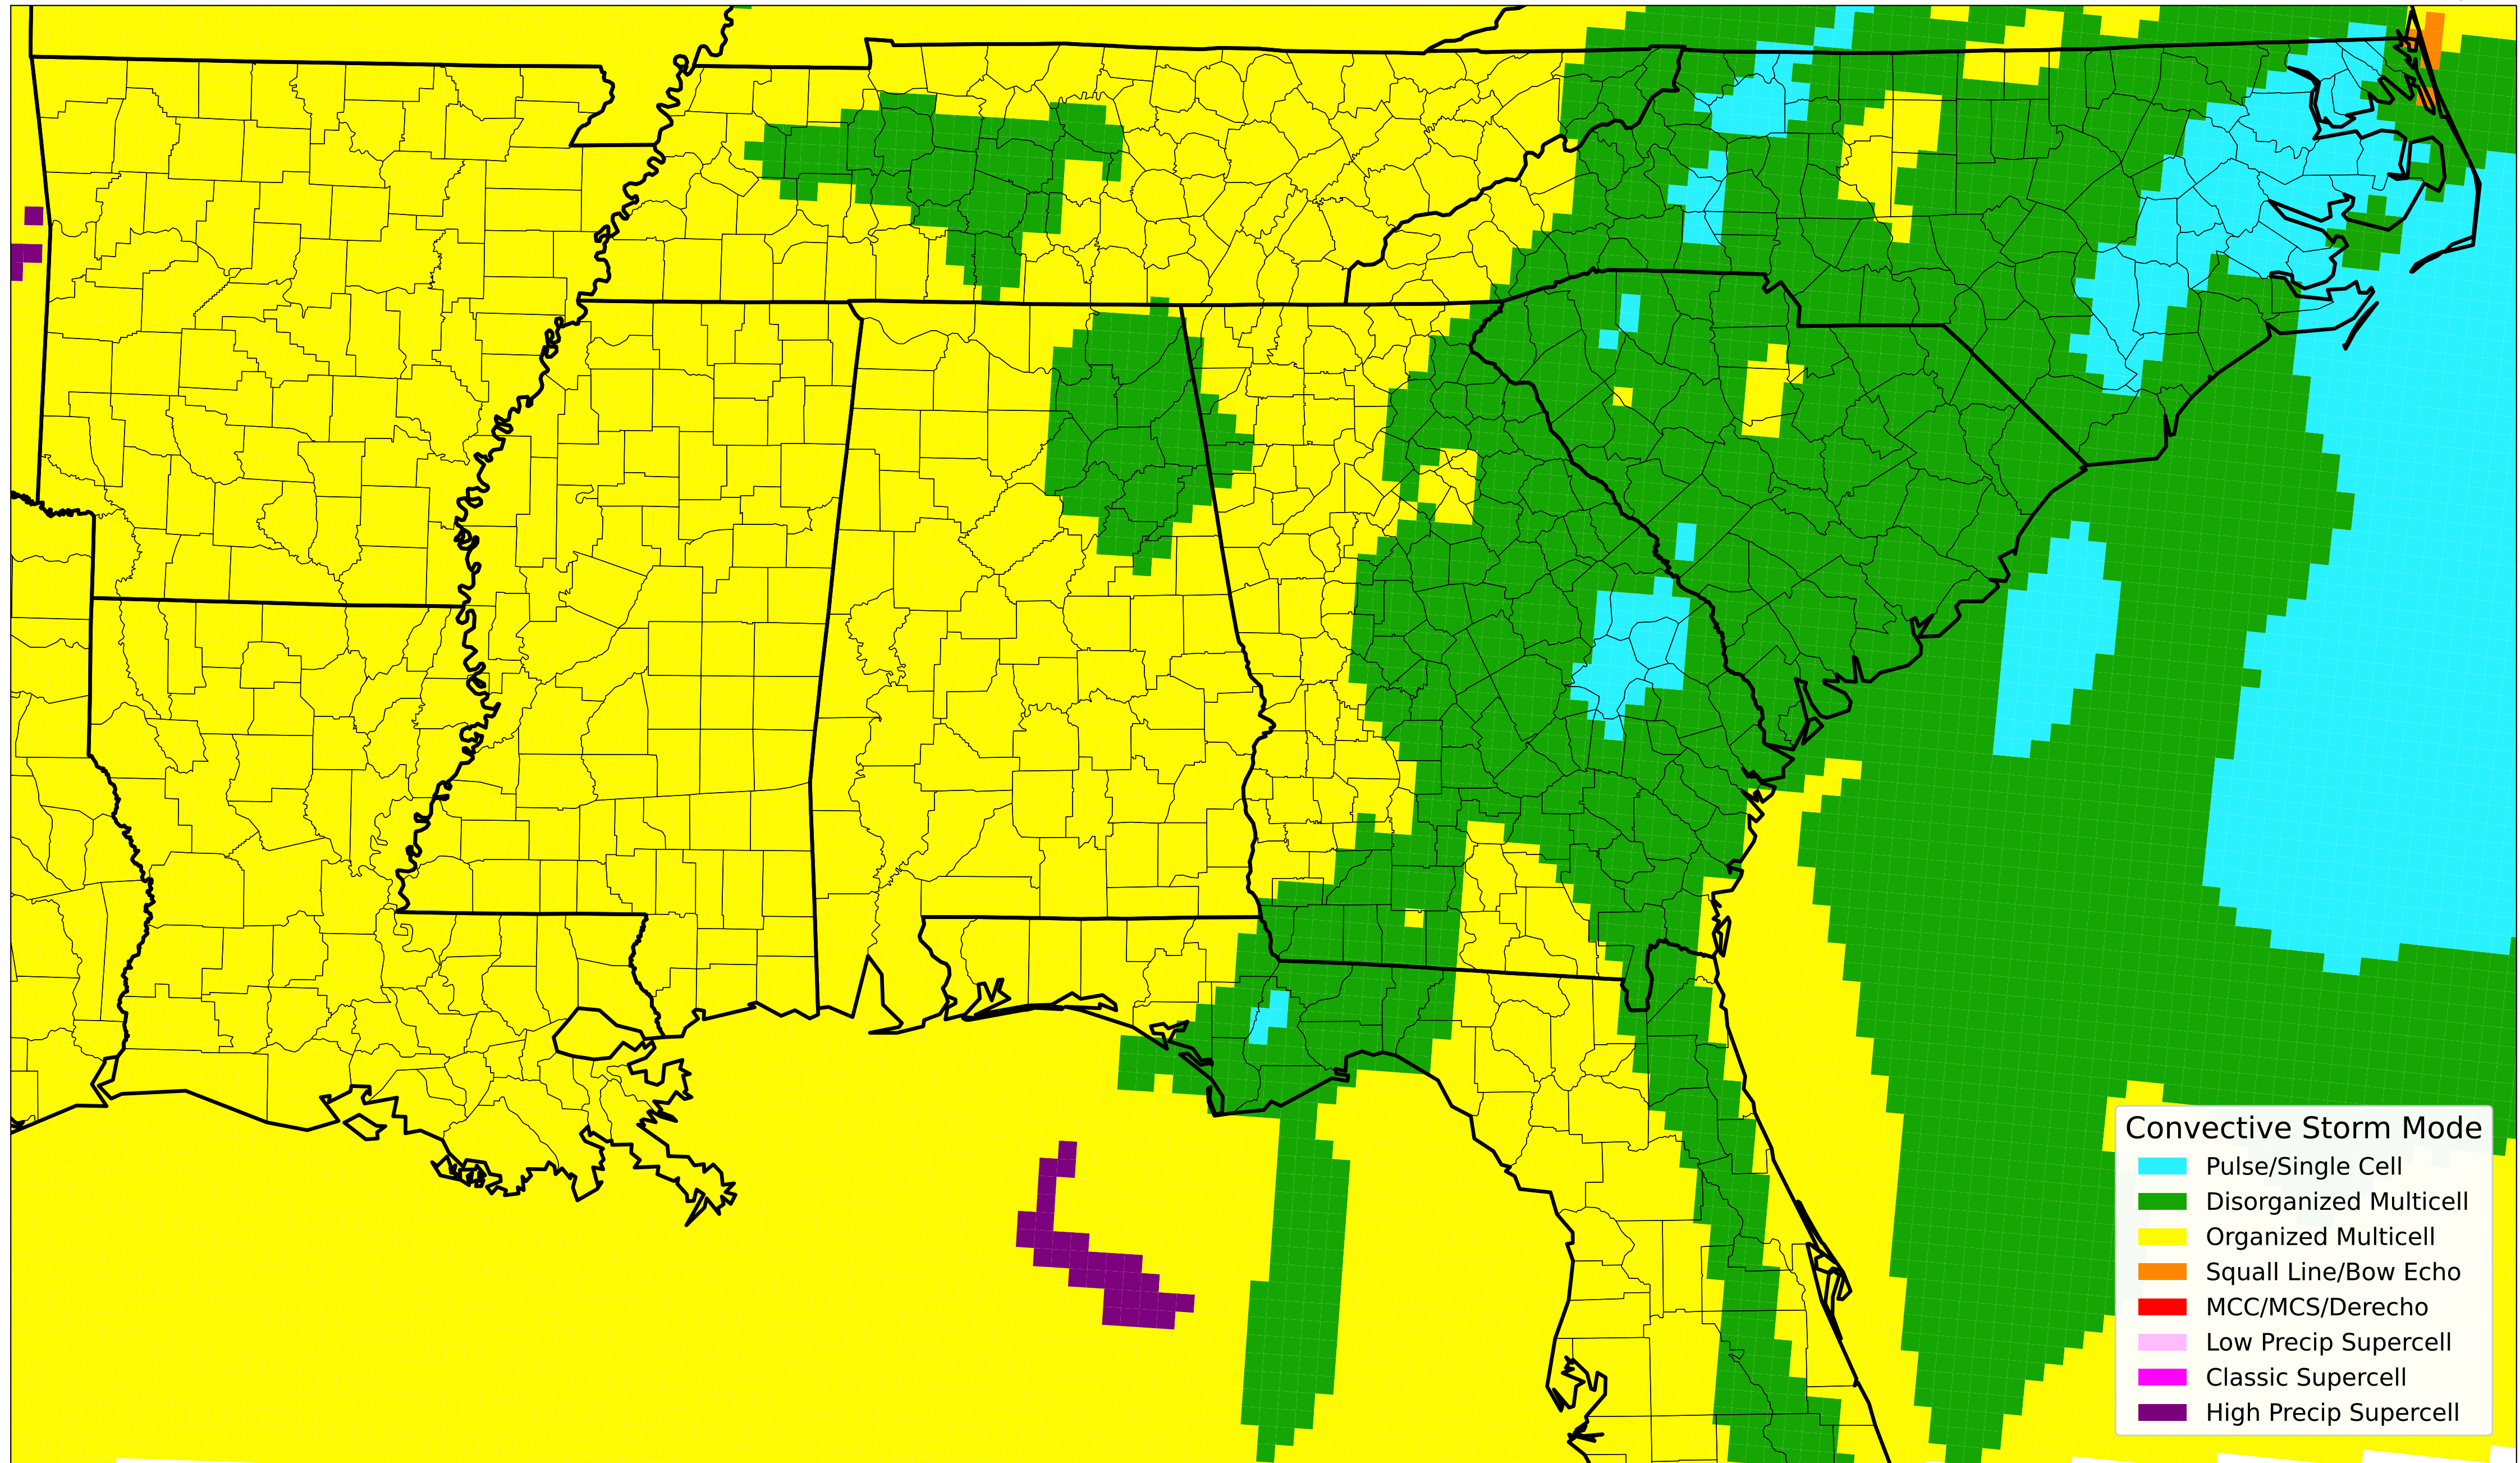 Convective Storm Mode
Pulse/Single Cell
Disorganized Multicell
Organized Multicell
Squall Line/Bow Echo
MCC/MCS/Derecho
Low Precip Supercell
Classic Supercell
High Precip Supercell